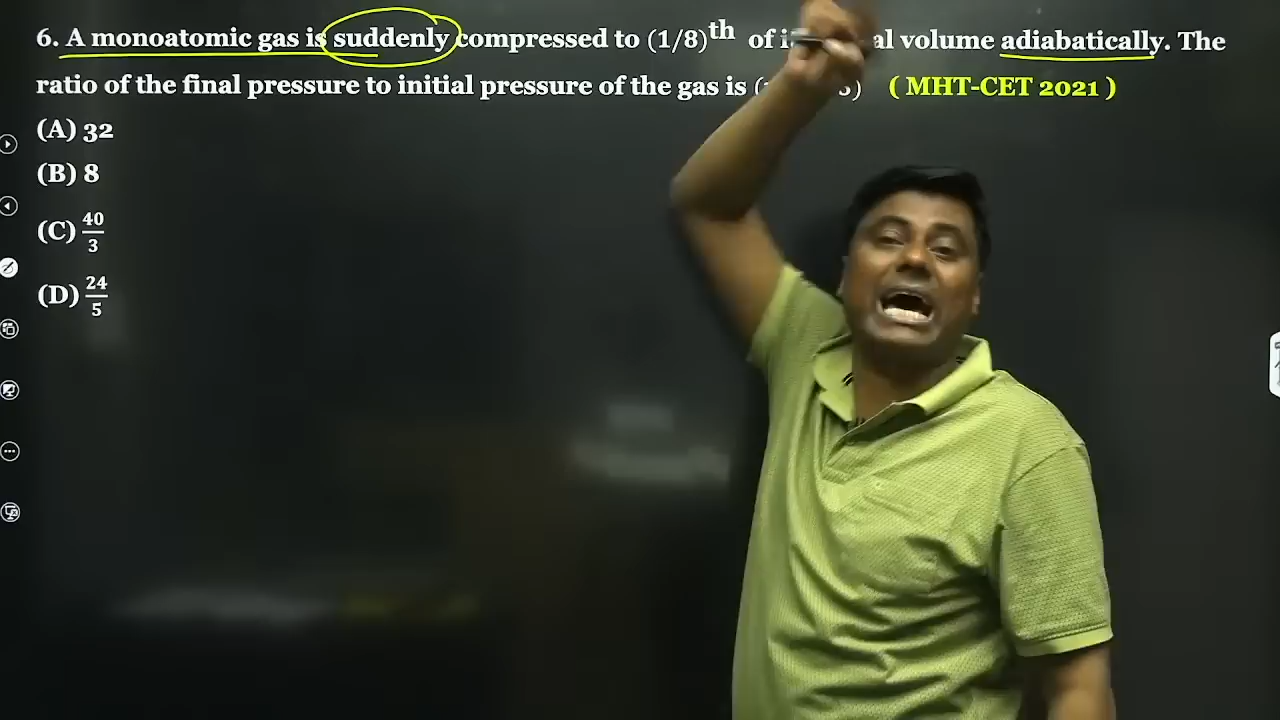 6. A monoatomic gas is suddenly compressed to (1/8)ᵗʰ of volume adiabatically. The
ratio of the final pressure to initial pressure of the gas is ( MHT-CET 2021 )
(A) 32
(B) 8
(C) 40/3
(D) 24/5